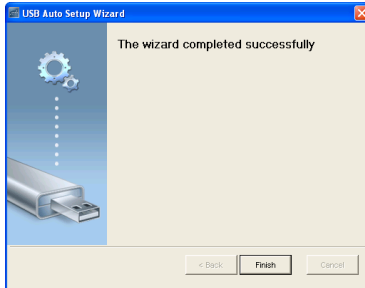 USB Auto Setup Wizard
The wizard completed successfully
< Back
Finish
Cancel